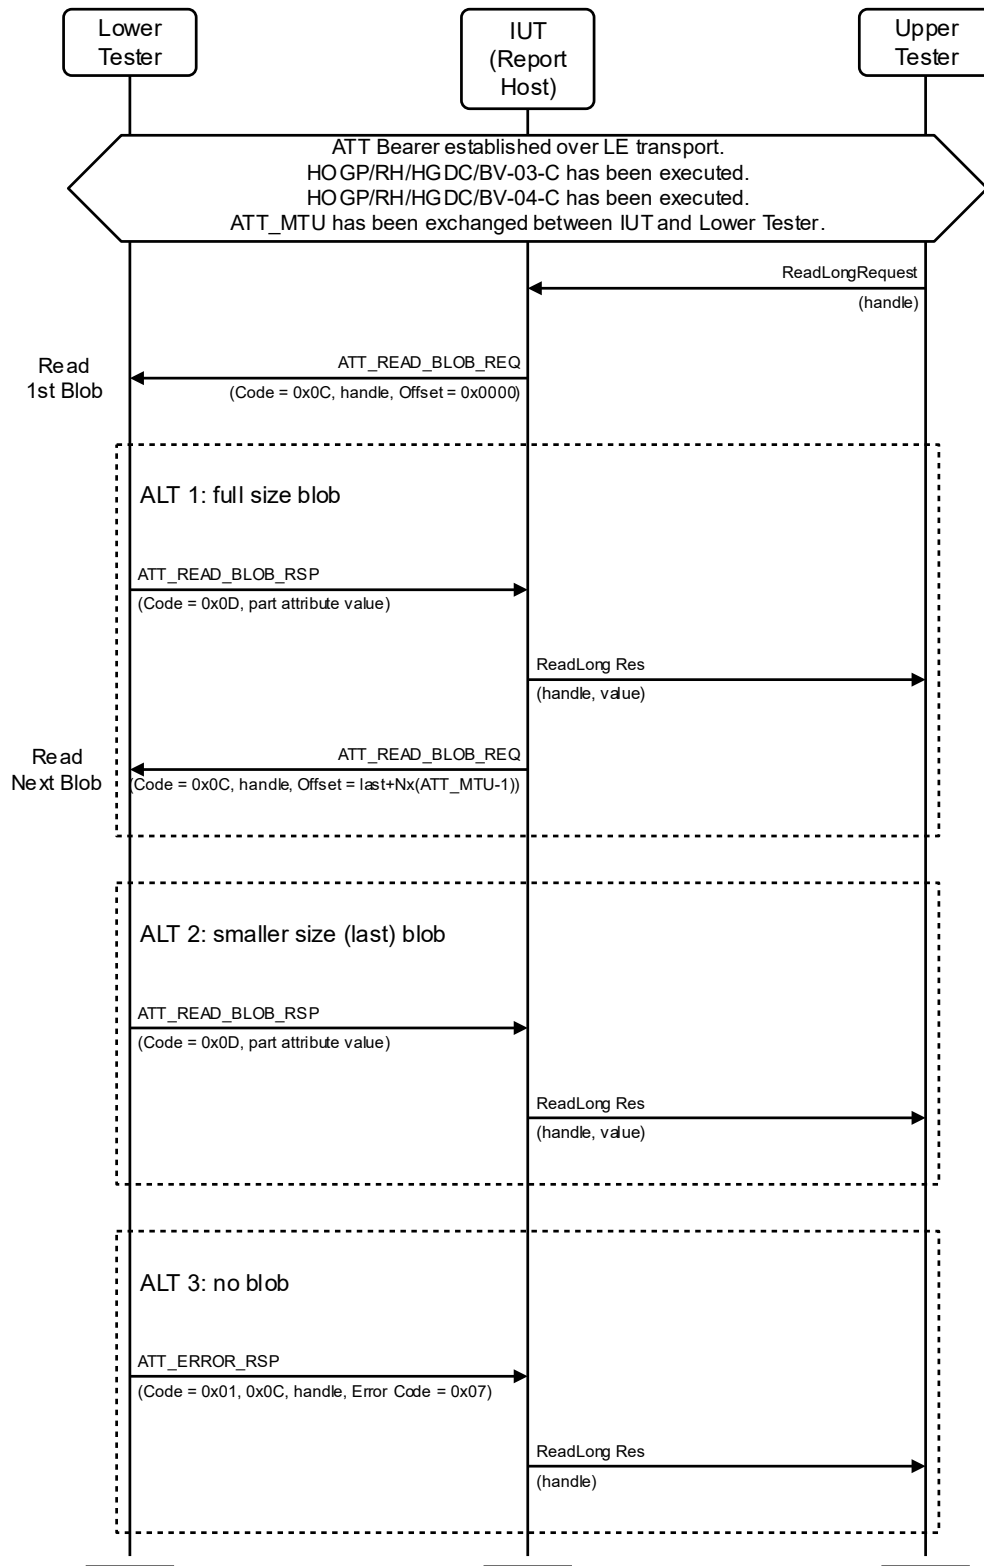 Lower
Tester
IUT
(Report
Host)
Upper
Tester
ATT Bearer established over LE transport.
HOGP/RH/HGDC/BV-03-C has been executed.
HOGP/RH/HGDC/BV-04-C has been executed.
ATT_MTU has been exchanged between IUT and Lower Tester.
ReadLongRequest
(handle)
Read
1st Blob
ATT_READ_BLOB_REQ
(Code = 0x0C, handle, Offset = 0x0000)
ALT 1: full size blob
ATT_READ_BLOB_RSP
(Code = 0x0D, part attribute value)
ReadLong Res
(handle, value)
Read
Next Blob
ATT_READ_BLOB_REQ
(Code = 0x0C, handle, Offset = last+Nx(ATT_MTU-1))
ALT 2: smaller size (last) blob
ATT_READ_BLOB_RSP
(Code = 0x0D, part attribute value)
ReadLong Res
(handle, value)
ALT 3: no blob
ATT_ERROR_RSP
(Code = 0x01, 0x0C, handle, Error Code = 0x07)
ReadLong Res
(handle)